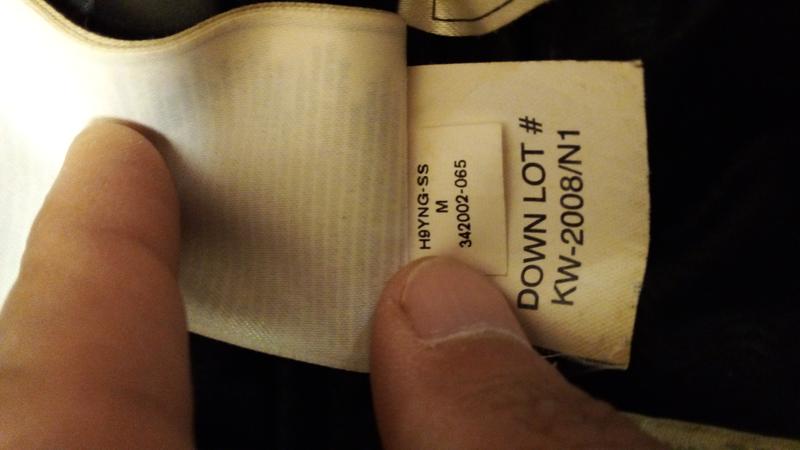 H9YNG-SS
M
342002-065
DOWN LOT #
KW-2008/N1